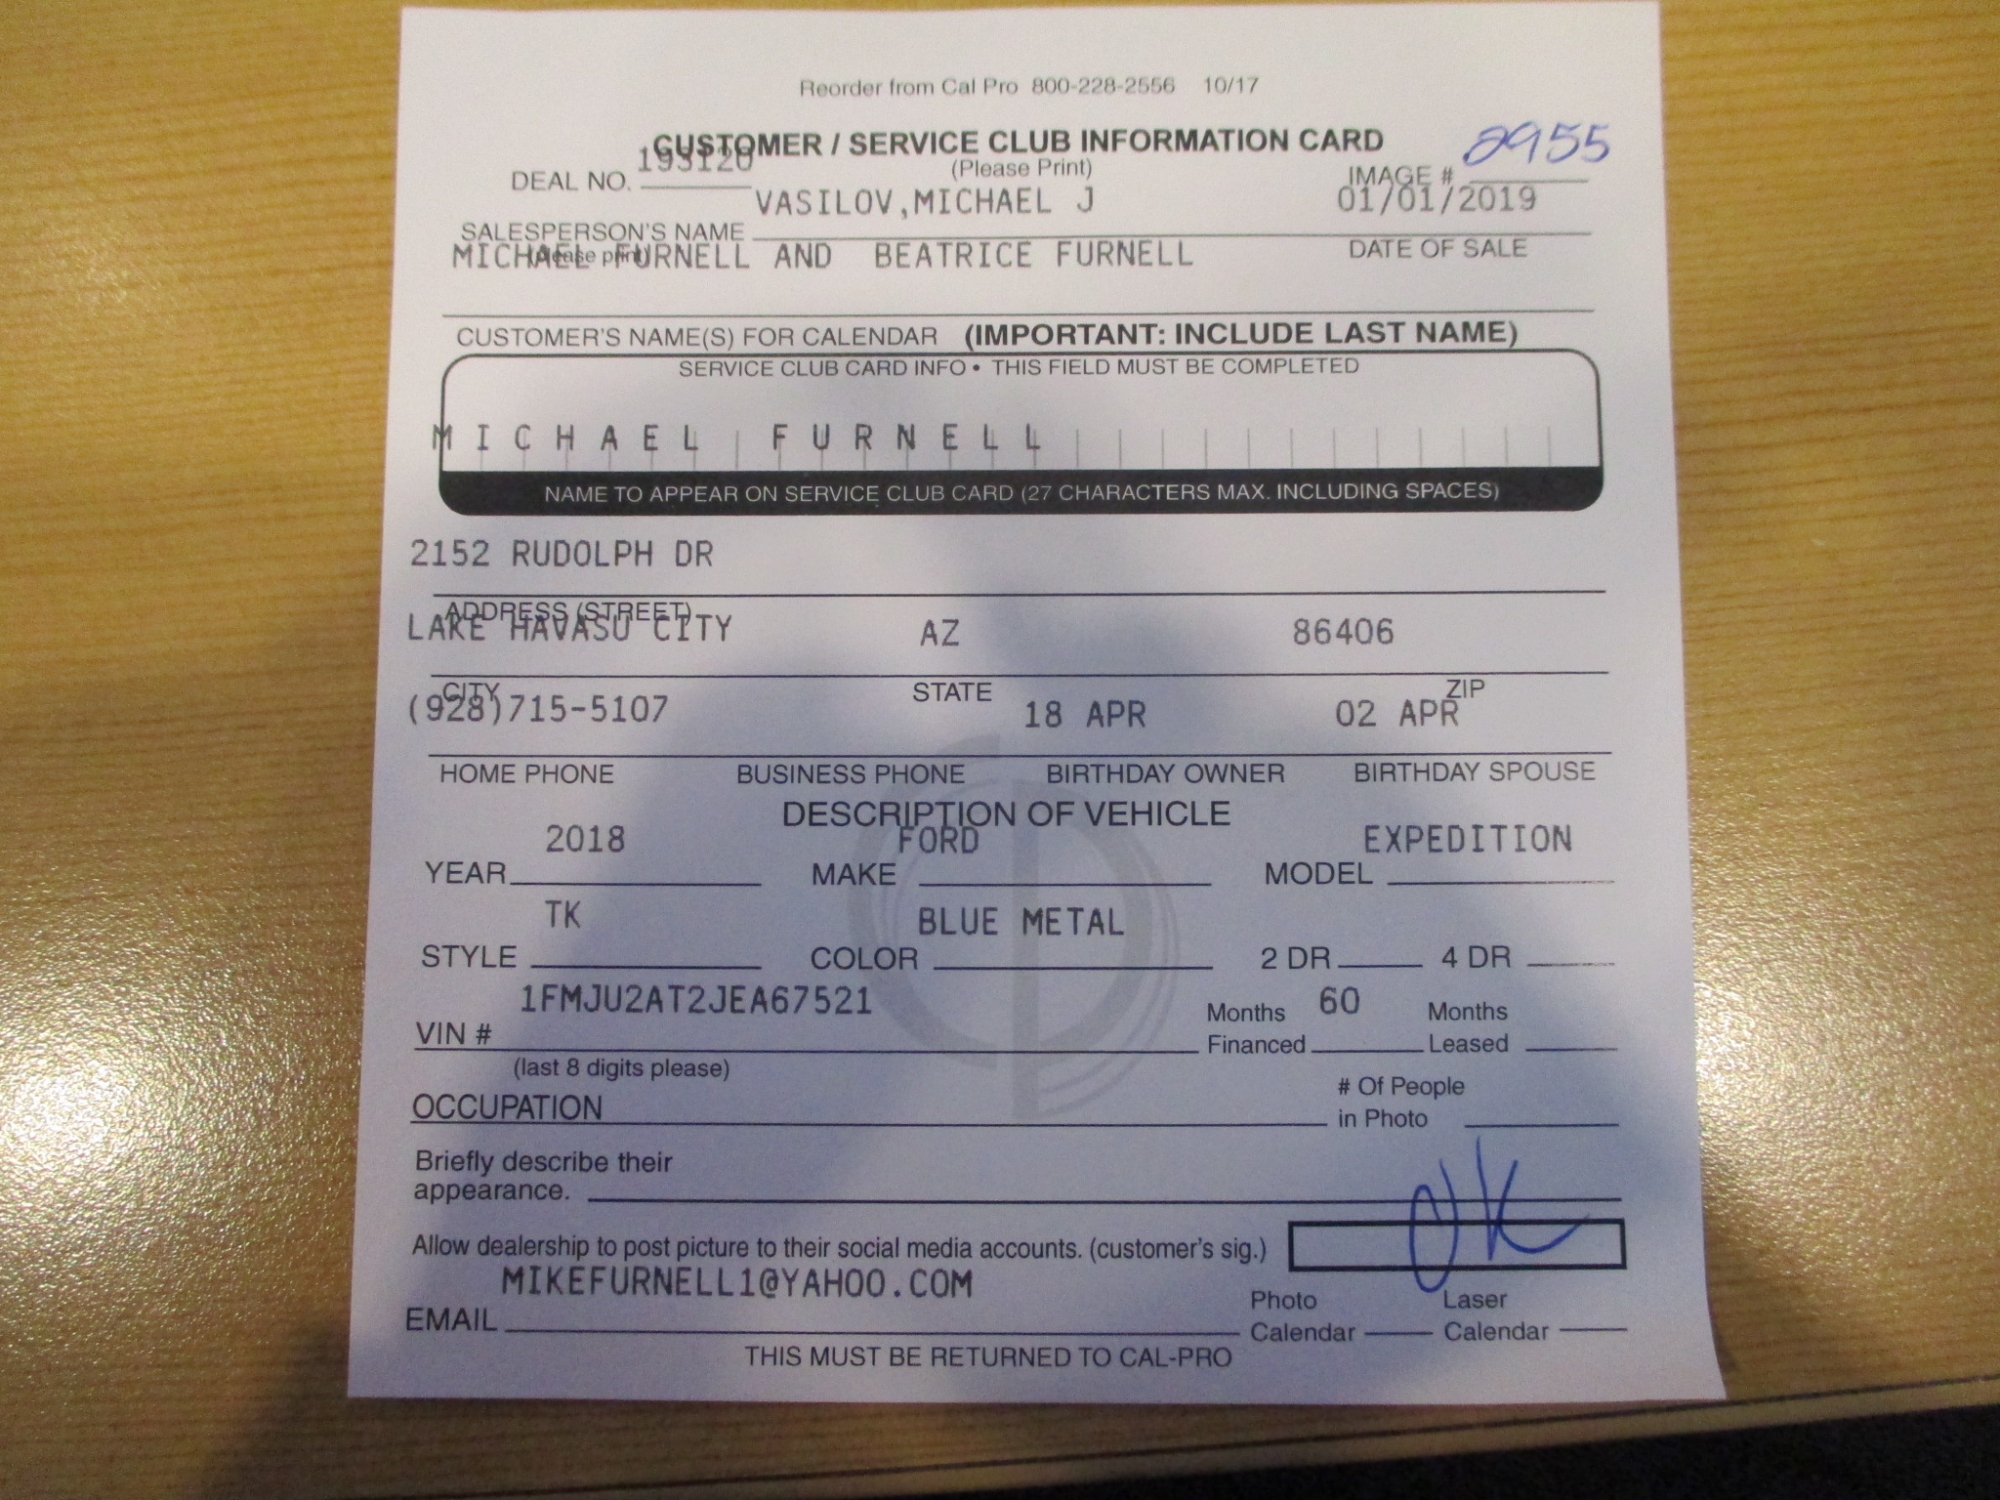 Reorder from Cal Pro 800-228-2556 10/17
CUSTOMER / SERVICE CLUB INFORMATION CARD 2955
DEAL NO. 193120 (Please Print) IMAGE #
VASILOV,MICHAEL J 01/01/2019
SALESPERSON'S NAME
(please print) DATE OF SALE
MICHAEL FURNELL AND BEATRICE FURNELL
CUSTOMER'S NAME(S) FOR CALENDAR (IMPORTANT: INCLUDE LAST NAME)
SERVICE CLUB CARD INFO • THIS FIELD MUST BE COMPLETED
MICHAEL FURNELL
NAME TO APPEAR ON SERVICE CLUB CARD (27 CHARACTERS MAX. INCLUDING SPACES)
2152 RUDOLPH DR
ADDRESS (STREET)
LAKE HAVASU CITY AZ 86406
CITY STATE ZIP
(928)715-5107 18 APR 02 APR
HOME PHONE BUSINESS PHONE BIRTHDAY OWNER BIRTHDAY SPOUSE
DESCRIPTION OF VEHICLE
2018 FORD EXPEDITION
YEAR MAKE MODEL
TK BLUE METAL
STYLE COLOR 2 DR 4 DR
1FMJU2AT2JEA67521 Months 60 Months
VIN # Financed Leased
(last 8 digits please)
# Of People
OCCUPATION in Photo
Briefly describe their
appearance.
OK
Allow dealership to post picture to their social media accounts. (customer's sig.)
MIKEFURNELL1@YAHOO.COM Photo Laser
EMAIL Calendar Calendar
THIS MUST BE RETURNED TO CAL-PRO